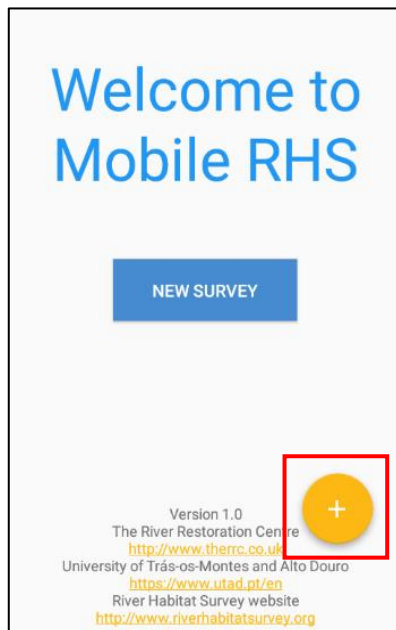 Welcome to
Mobile RHS
NEW SURVEY
+
Version 1.0
The River Restoration Centre
http://www.therrc.co.uk
University of Trás-os-Montes and Alto Douro
https://www.utad.pt/en
River Habitat Survey website
http://www.riverhabitatsurvey.org